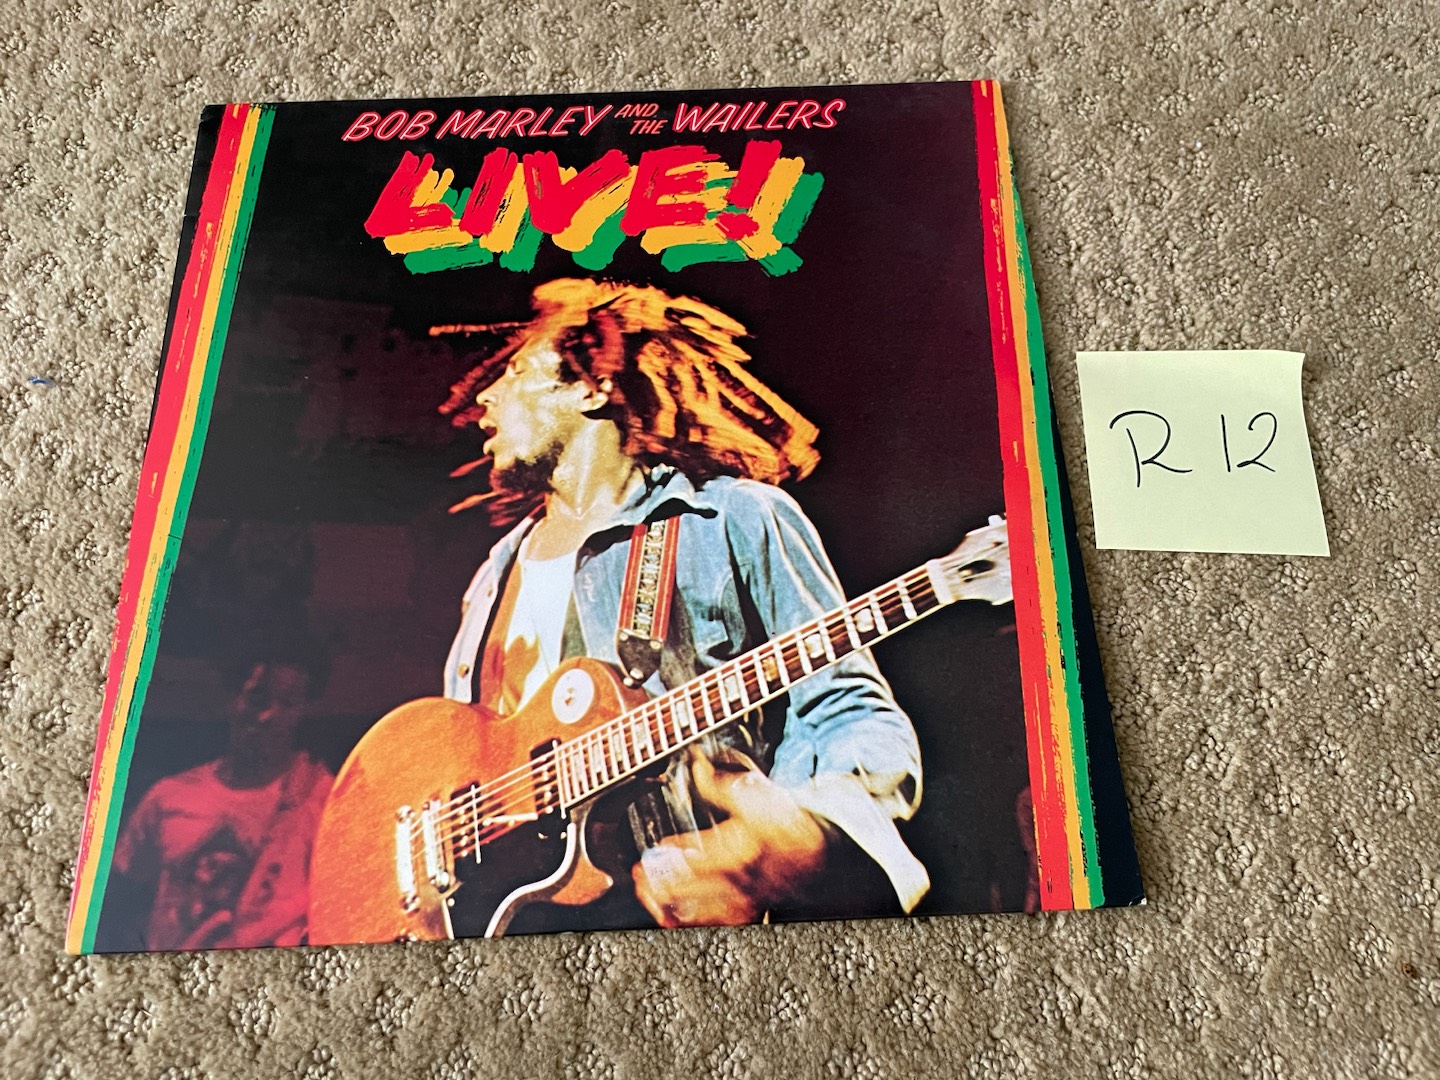 BOB MARLEY AND THE WAILERS
LIVE!
R 12